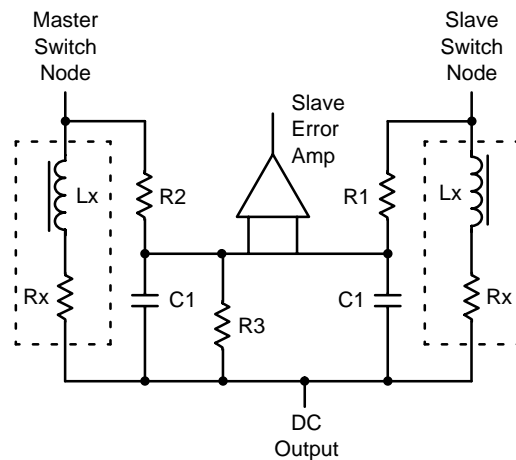 Master
Switch
Node
Slave
Error
Amp
Slave
Switch
Node
Lx
R2
R1
Lx
Rx
C1
R3
C1
Rx
DC
Output